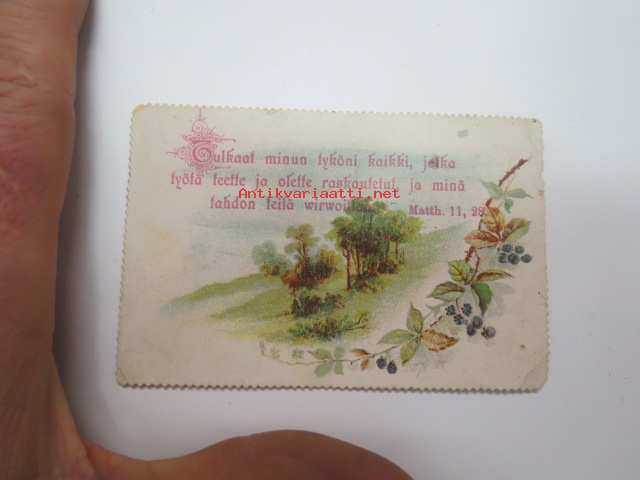 Tulkaat minun tyköni kaikki, jotka
työtä teette ja olette raskautetut, ja minä
Antikvariaatti.net
tahdon teitä
Matth. 11, 28.